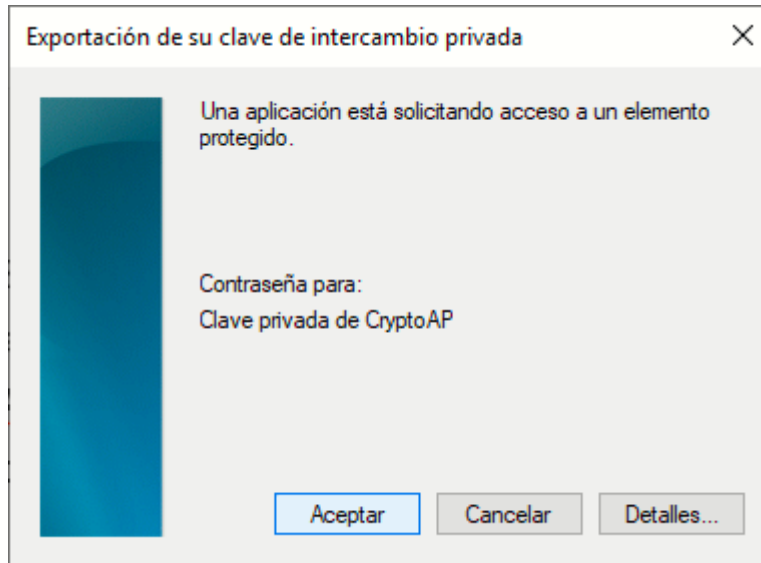 Exportación de su clave de intercambio privada
Una aplicación está solicitando acceso a un elemento
protegido.
Contraseña para:
Clave privada de CryptoAP
Aceptar
Cancelar
Detalles...